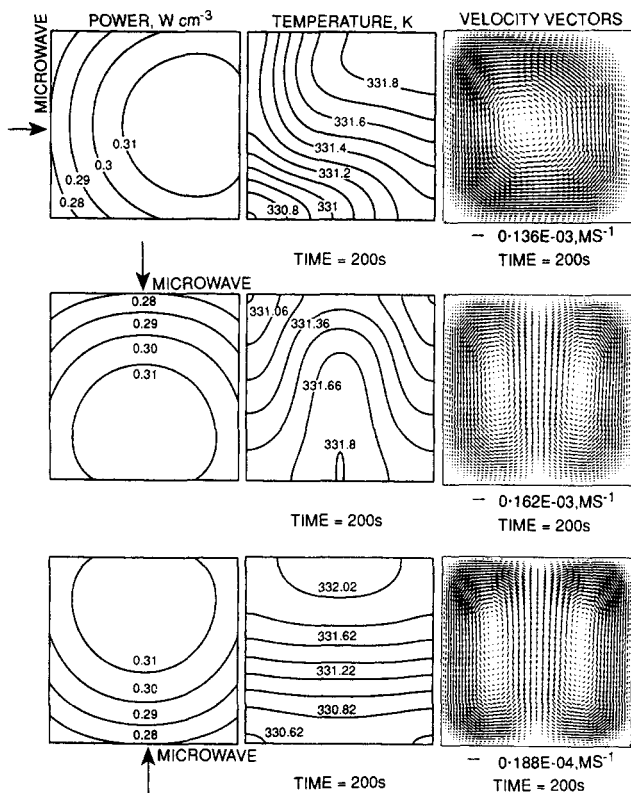 POWER, W cm⁻³
TEMPERATURE, K
VELOCITY VECTORS
MICROWAVE
0.31
0.3
0.29
0.28
331.8
331.6
331.4
331.2
330.8
331
TIME = 200s
0·136E-03,MS⁻¹
TIME = 200s
MICROWAVE
0.28
0.29
0.30
0.31
331.06
331.36
331.66
331.8
TIME = 200s
0·162E-03,MS⁻¹
TIME = 200s
0.31
0.30
0.29
0.28
MICROWAVE
332.02
331.62
331.22
330.82
330.62
TIME = 200s
0·188E-04,MS⁻¹
TIME = 200s